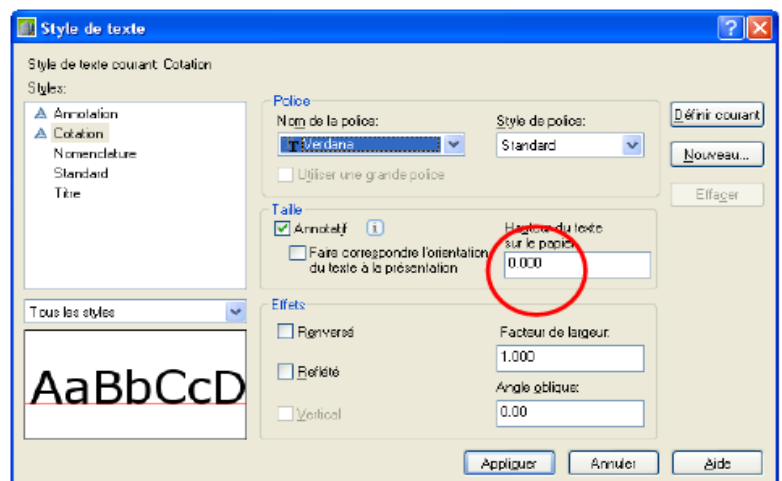 Style de texte
Style de texte courant: Cotation
Styles:
Annotation
Cotation
Nomenclature
Standard
Titre
Tous les styles
AaBbCcD
Police
Nom de la police:
Verdana
Style de police:
Standard
Utiliser une grande police
Taille
Annotatif
Faire correspondre l'orientation
du texte à la présentation
Hauteur du texte
sur le papier
0.000
Effets
Renversé
Reflété
Vertical
Facteur de largeur:
1.000
Angle oblique:
0.00
Définir courant
Nouveau...
Effacer
Appliquer
Annuler
Aide